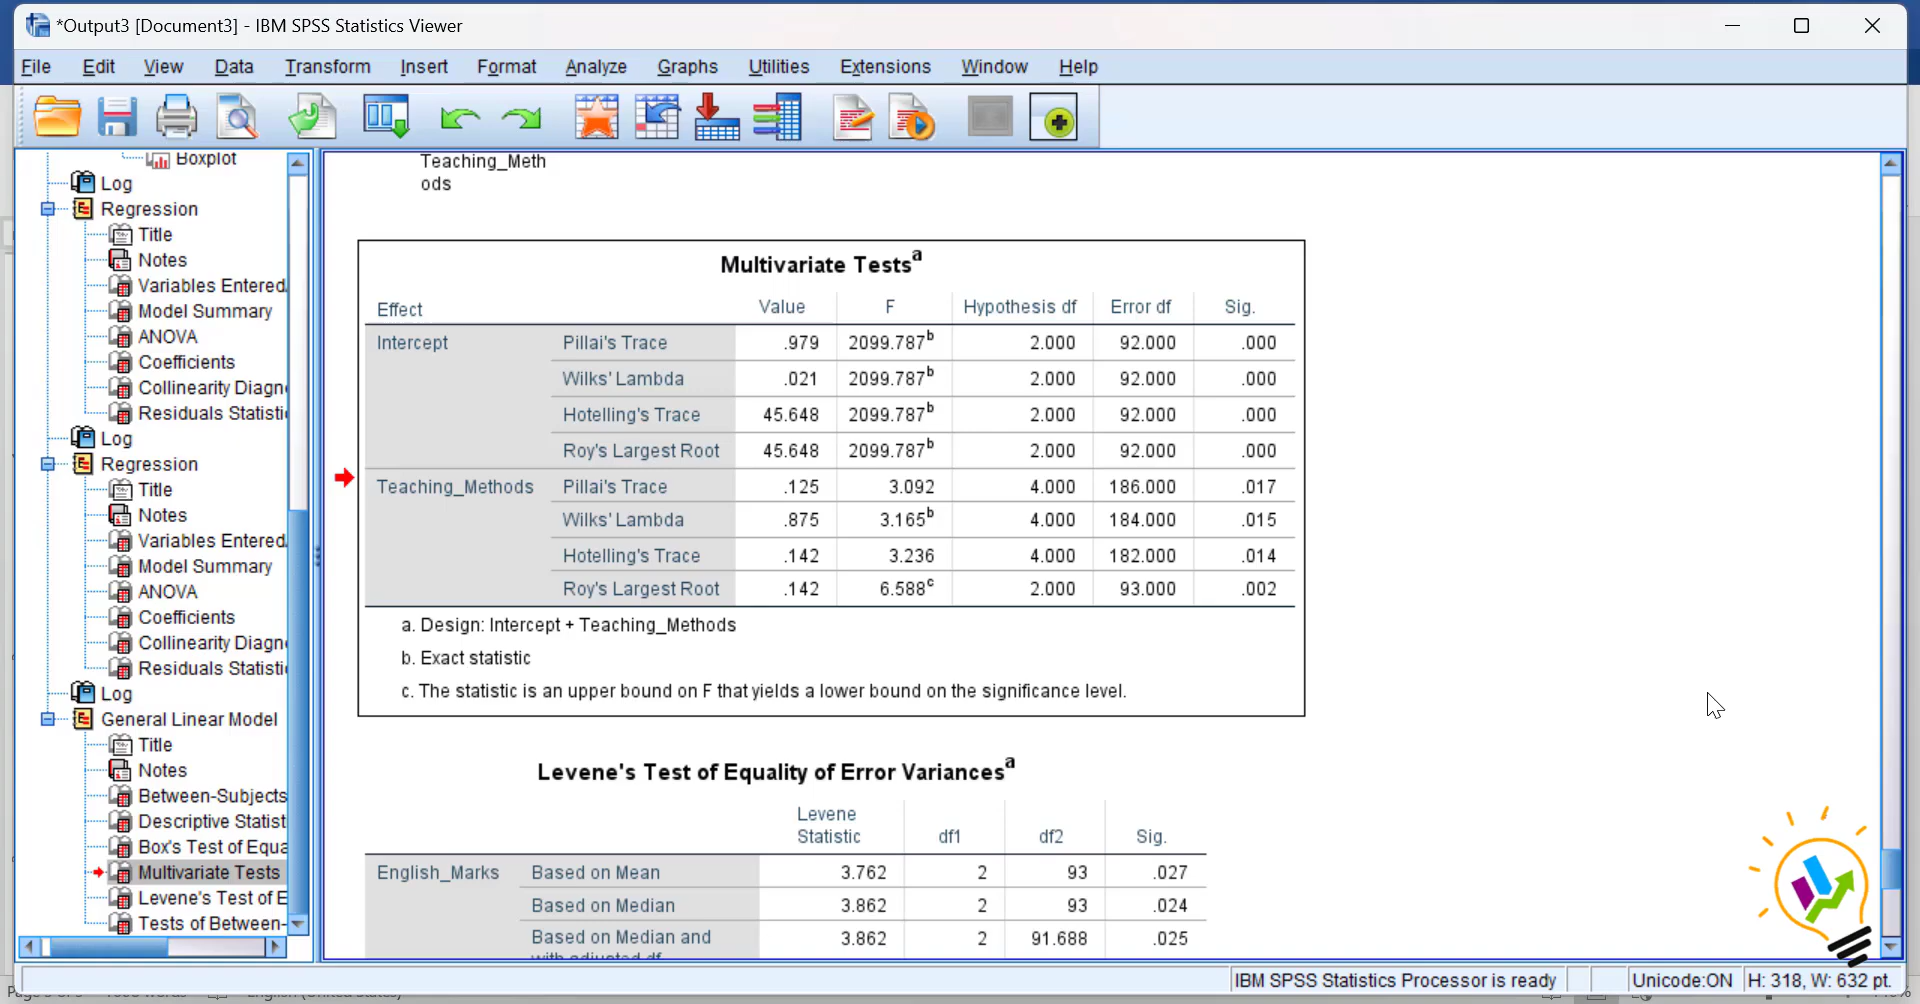 *Output3 [Document3] - IBM SPSS Statistics Viewer
File Edit View Data Transform Insert Format Analyze Graphs Utilities Extensions Window Help
Boxplot
Log
Regression
Title
Notes
Variables Entered
Model Summary
ANOVA
Coefficients
Collinearity Diagn
Residuals Statisti
Log
Regression
Title
Notes
Variables Entered
Model Summary
ANOVA
Coefficients
Collinearity Diagn
Residuals Statisti
Log
General Linear Model
Title
Notes
Between-Subjects
Descriptive Statist
Box's Test of Equa
Multivariate Tests
Levene's Test of E
Tests of Between-
Teaching_Meth
ods
Multivariate Tests a
Effect Value F Hypothesis df Error df Sig.
Intercept Pillai's Trace .979 2099.787 b 2.000 92.000 .000
Wilks' Lambda .021 2099.787 b 2.000 92.000 .000
Hotelling's Trace 45.648 2099.787 b 2.000 92.000 .000
Roy's Largest Root 45.648 2099.787 b 2.000 92.000 .000
Teaching_Methods Pillai's Trace .125 3.092 4.000 186.000 .017
Wilks' Lambda .875 3.165 b 4.000 184.000 .015
Hotelling's Trace .142 3.236 4.000 182.000 .014
Roy's Largest Root .142 6.588 c 2.000 93.000 .002
a. Design: Intercept + Teaching_Methods
b. Exact statistic
c. The statistic is an upper bound on F that yields a lower bound on the significance level.
Levene's Test of Equality of Error Variances a
Levene
Statistic df1 df2 Sig.
English_Marks Based on Mean 3.762 2 93 .027
Based on Median 3.862 2 93 .024
Based on Median and 3.862 2 91.688 .025
with adjusted df
IBM SPSS Statistics Processor is ready Unicode:ON H: 318, W: 632 pt.